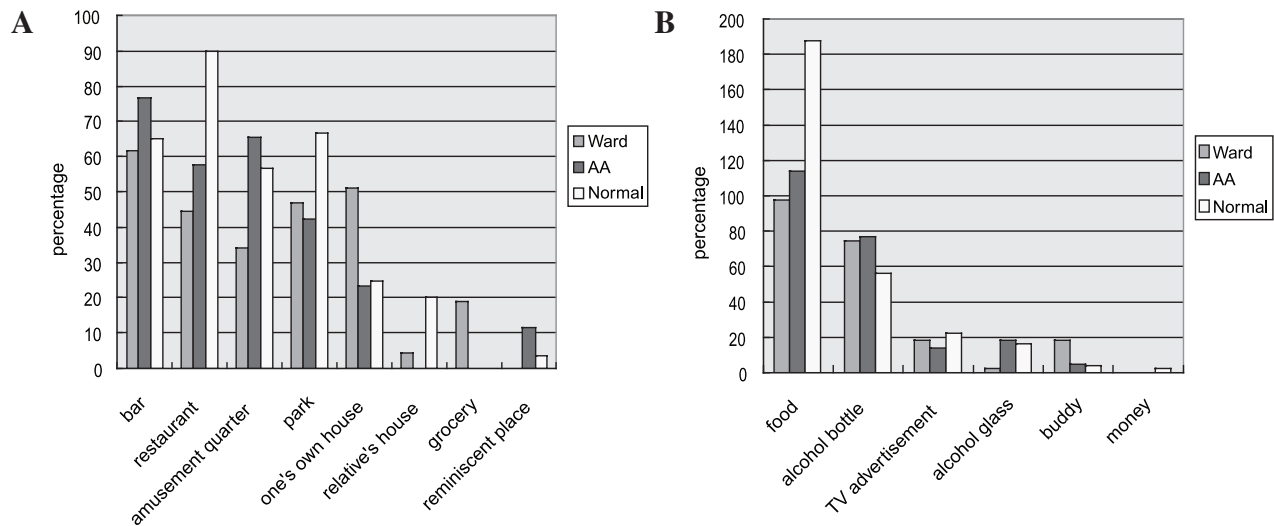 A
percentage
100
90
80
70
60
50
40
30
20
10
0
bar
restaurant
amusement quarter
park
one's own house
relative's house
grocery
reminiscent place
Ward
AA
Normal
B
percentage
200
180
160
140
120
100
80
60
40
20
0
food
alcohol bottle
TV advertisement
alcohol glass
buddy
money
Ward
AA
Normal